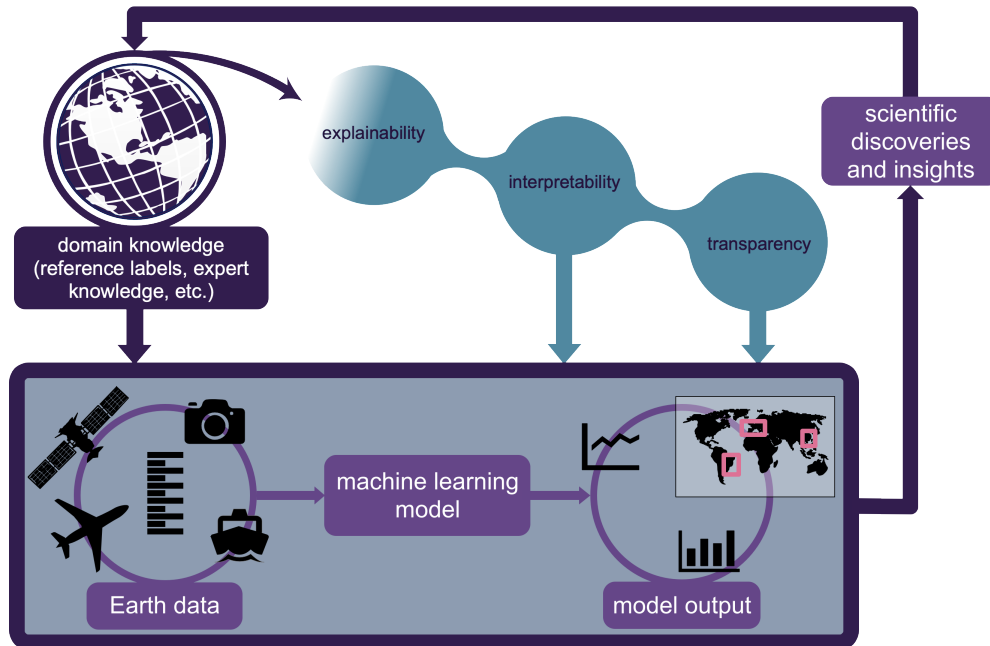 explainability
interpretability
transparency
scientific
discoveries
and insights
domain knowledge
(reference labels, expert
knowledge, etc.)
machine learning
model
Earth data
model output